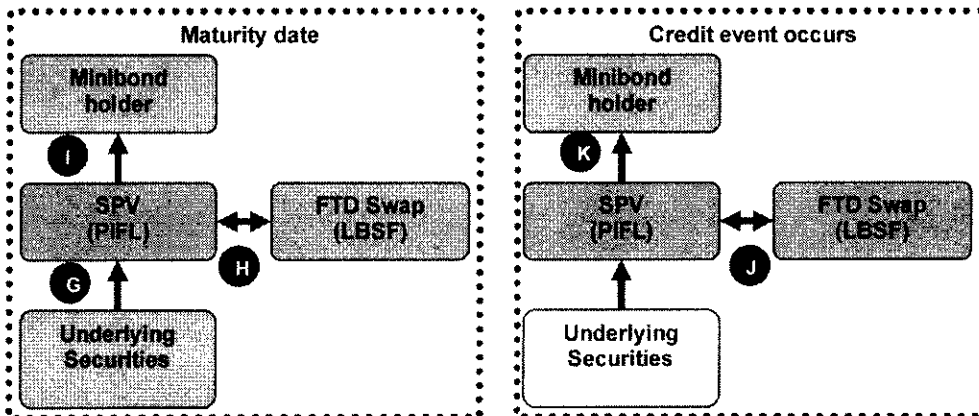 Maturity date
Minibond
holder
I
SPV
(PIFL)
FTD Swap
(LBSF)
H
G
Underlying
Securities
Credit event occurs
Minibond
holder
K
SPV
(PIFL)
FTD Swap
(LBSF)
J
Underlying
Securities